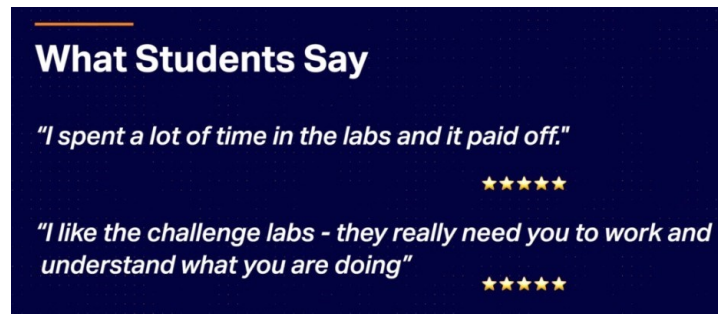 What Students Say
“I spent a lot of time in the labs and it paid off."
“I like the challenge labs - they really need you to work and
understand what you are doing”